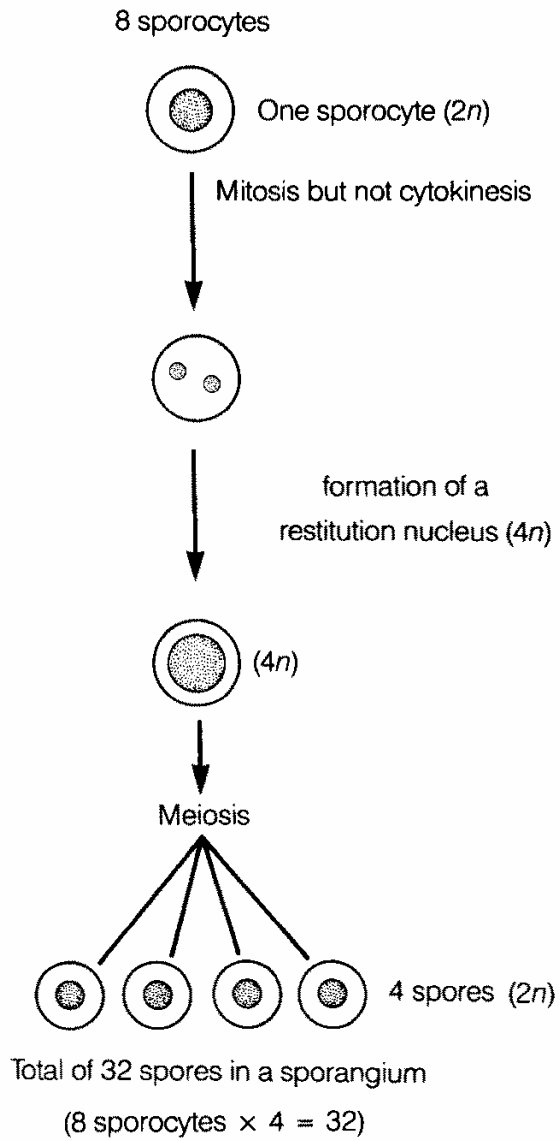 8 sporocytes
One sporocyte (2n)
Mitosis but not cytokinesis
formation of a
restitution nucleus (4n)
(4n)
Meiosis
4 spores (2n)
Total of 32 spores in a sporangium
(8 sporocytes × 4 = 32)